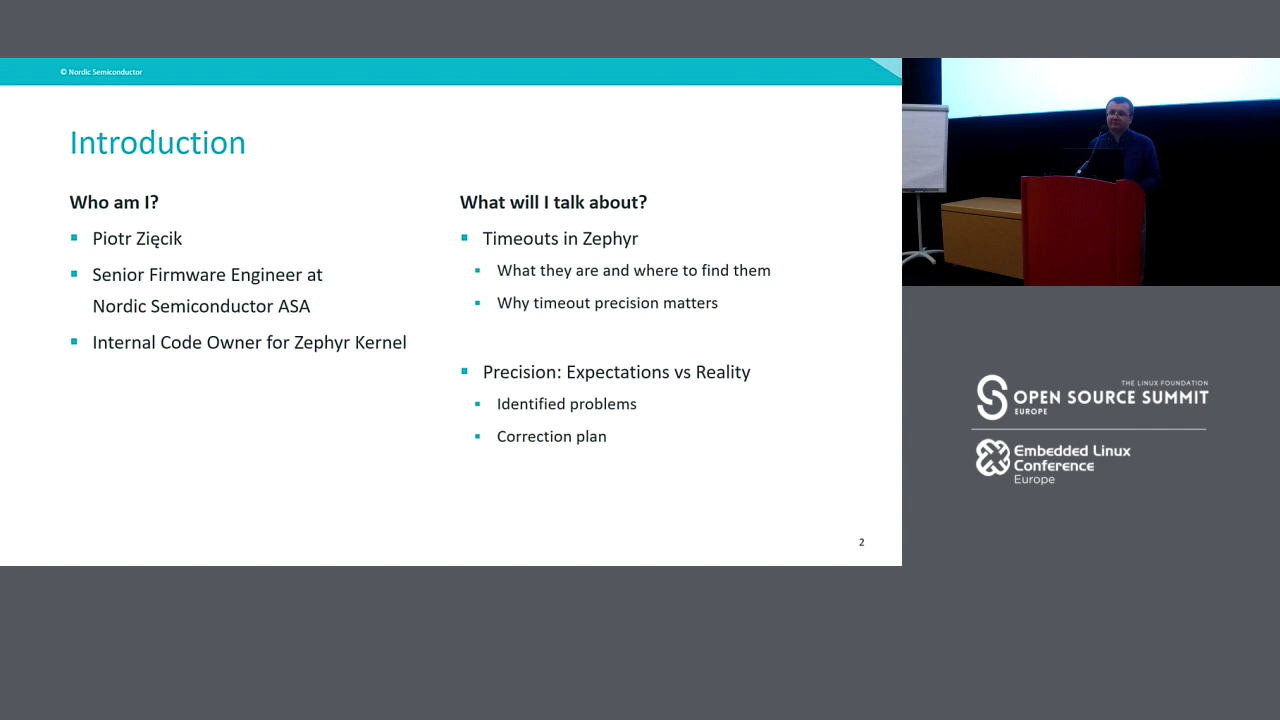 © Nordic Semiconductor
Introduction
Who am I?
Piotr Zięcik
Senior Firmware Engineer at
Nordic Semiconductor ASA
Internal Code Owner for Zephyr Kernel
What will I talk about?
Timeouts in Zephyr
What they are and where to find them
Why timeout precision matters
Precision: Expectations vs Reality
Identified problems
Correction plan
2
THE LINUX FOUNDATION
OPEN SOURCE SUMMIT
EUROPE
Embedded Linux
Conference
Europe